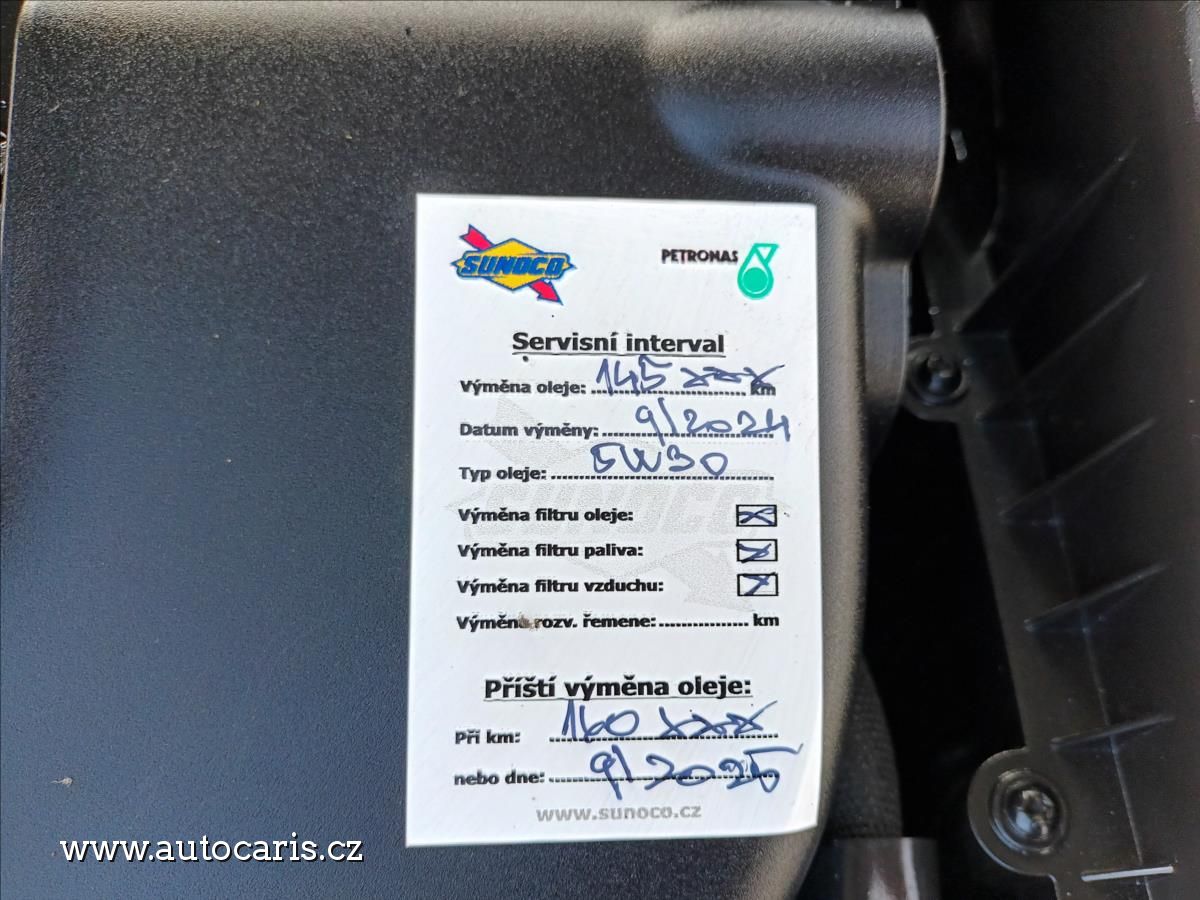 SUNOCO
PETRONAS
Servisní interval
Výměna oleje: 145 xxx km
Datum výměny: 9/2024
Typ oleje: 5W30
Výměna filtru oleje:
Výměna filtru paliva:
Výměna filtru vzduchu:
Výměna rozv. řemene: km
Příští výměna oleje:
Při km: 160 xxx
nebo dne: 9/2025
www.sunoco.cz
www.autocaris.cz